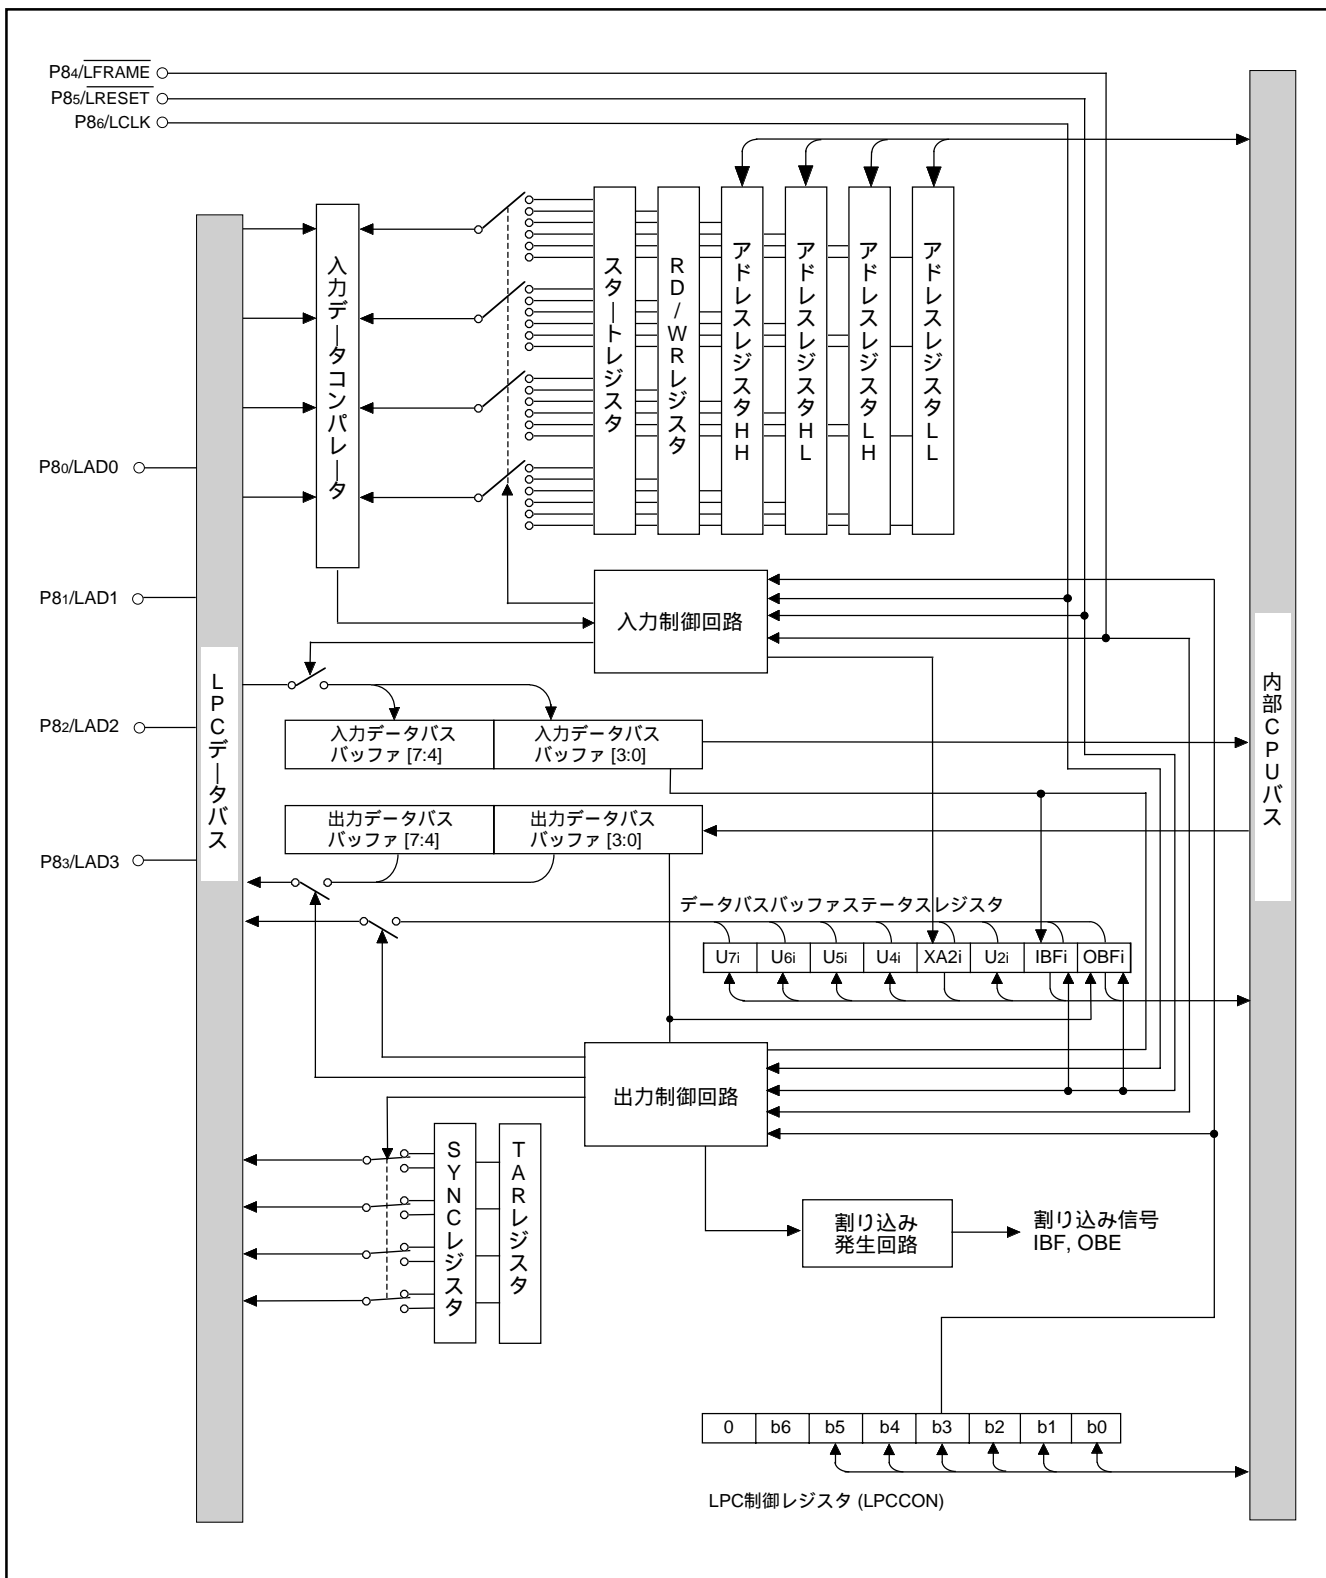 P84/LFRAME
P85/LRESET
P86/LCLK
P80/LAD0
P81/LAD1
P82/LAD2
P83/LAD3
LPCデータバス
入力データコンパレータ
スタートレジスタ
RD/WRレジスタ
アドレスレジスタHH
アドレスレジスタHL
アドレスレジスタLH
アドレスレジスタLL
入力制御回路
内部CPUバス
入力データバス
バッファ [7:4]
入力データバス
バッファ [3:0]
出力データバス
バッファ [7:4]
出力データバス
バッファ [3:0]
データバスバッファステータスレジスタ
U7i U6i U5i U4i XA2i U2i IBFi OBFi
出力制御回路
SYNCレジスタ
TARレジスタ
割り込み
発生回路
割り込み信号
IBF, OBE
0 b6 b5 b4 b3 b2 b1 b0
LPC制御レジスタ (LPCCON)